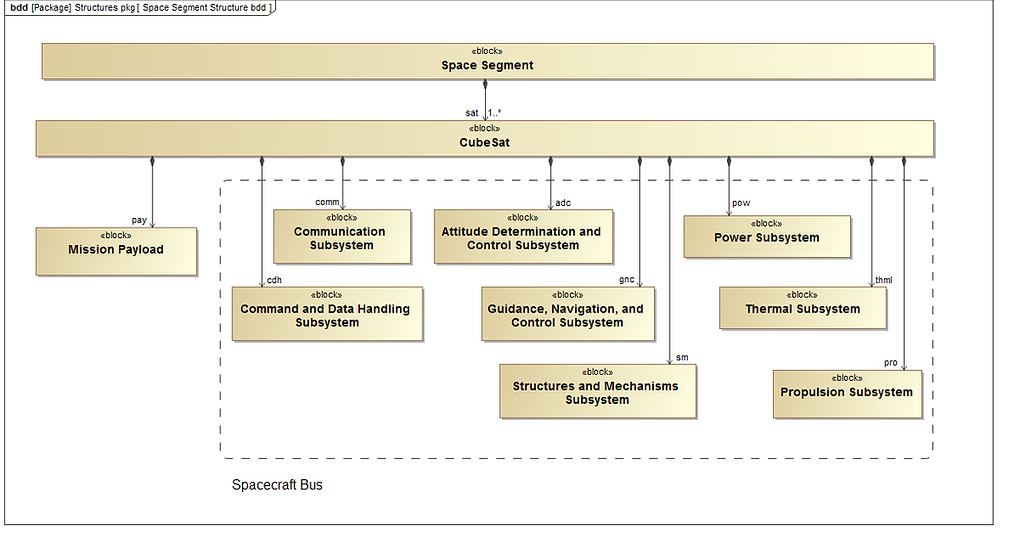 bdd [Package] Structures pkg [ Space Segment Structure bdd ]
«block»
Space Segment
sat 1..*
«block»
CubeSat
pay
«block»
Mission Payload
comm
«block»
Communication
Subsystem
adc
«block»
Attitude Determination and
Control Subsystem
pow
«block»
Power Subsystem
cdh
«block»
Command and Data Handling
Subsystem
gnc
«block»
Guidance, Navigation, and
Control Subsystem
thml
«block»
Thermal Subsystem
sm
«block»
Structures and Mechanisms
Subsystem
pro
«block»
Propulsion Subsystem
Spacecraft Bus